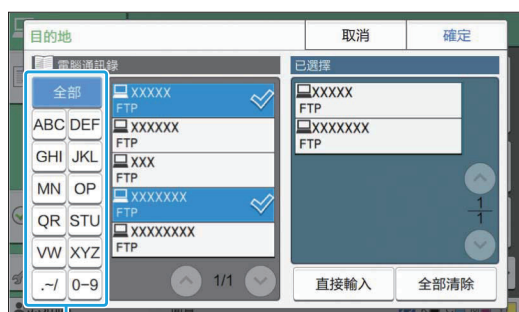 目的地
取消
確定
電腦通訊錄
已選擇
全部
ABC DEF
GHI JKL
MN OP
QR STU
VW XYZ
.~/ 0-9
XXXXX
FTP
XXXXXX
FTP
XXX
FTP
XXXXXXX
FTP
XXXXXXXX
FTP
1/1
XXXXX
FTP
XXXXXXX
FTP
1
1
直接輸入
全部清除